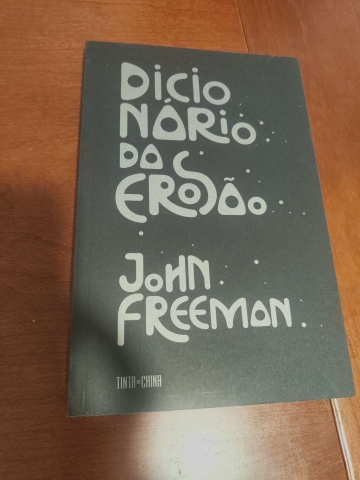 DICIO
NÁRIO
DA
EROSÃO
JOHN
FREEMAN
TINTA DA CHINA